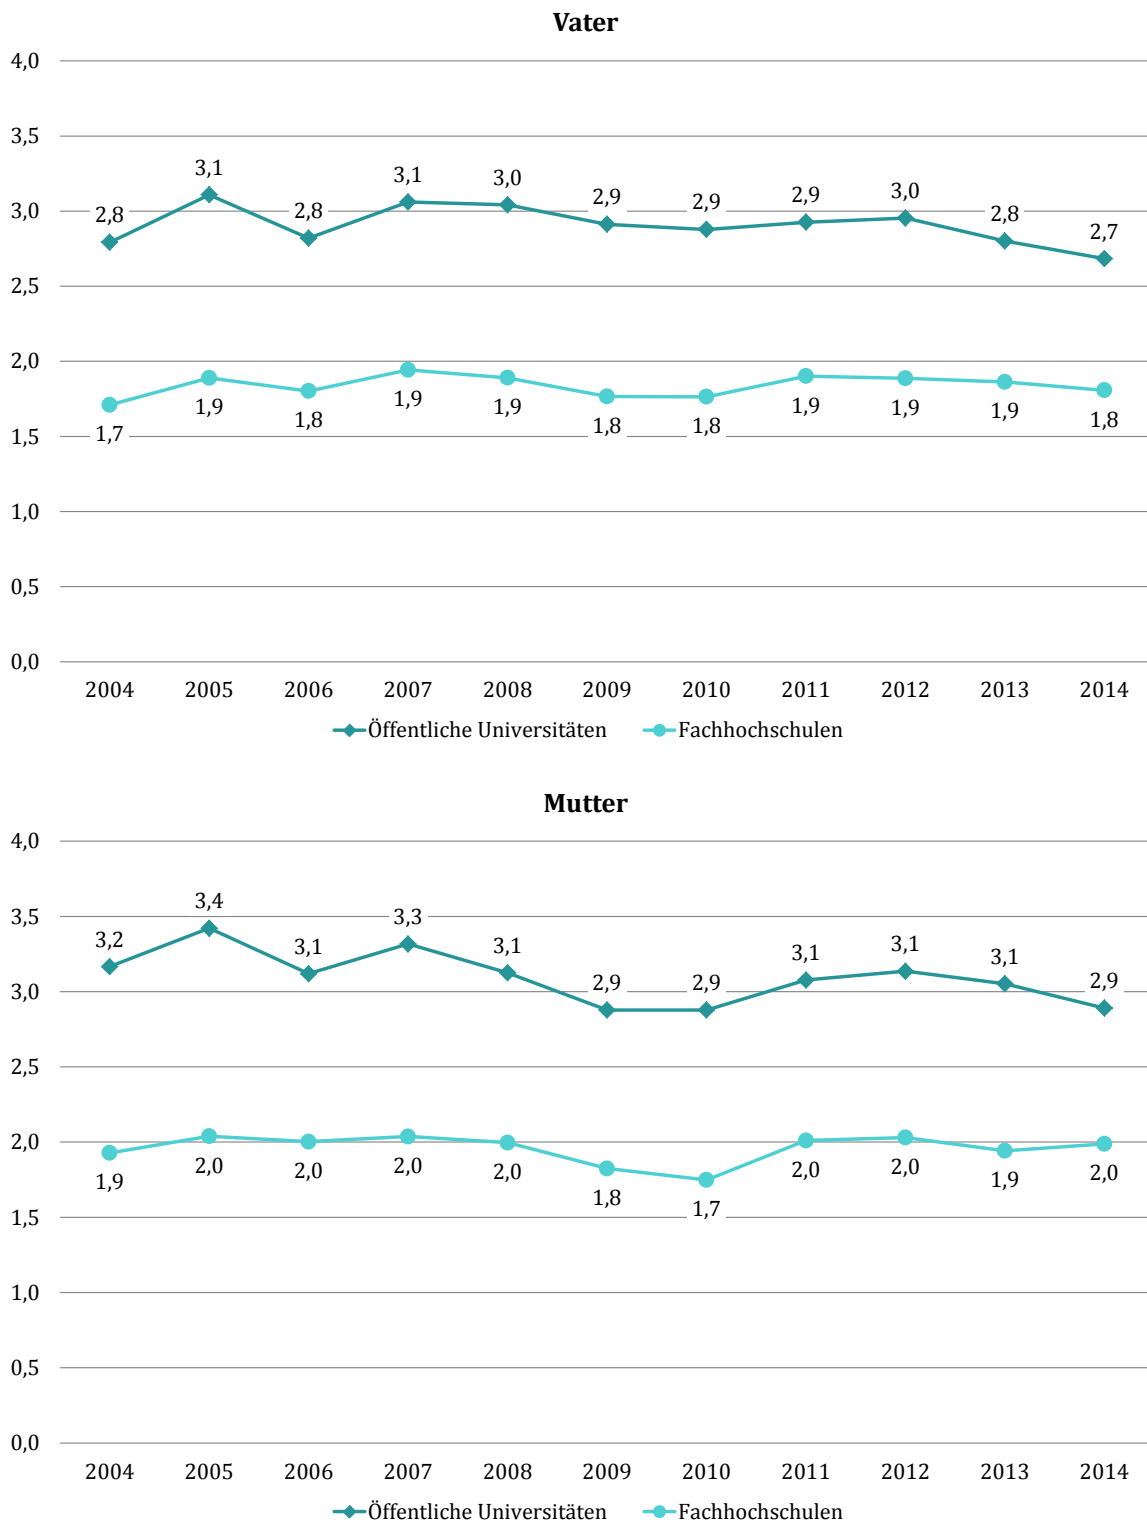 Vater
4,0
3,5
3,0
2,5
2,0
1,5
1,0
0,5
0,0
2,8 3,1 2,8 3,1 3,0 2,9 2,9 2,9 3,0 2,8 2,7
1,7 1,9 1,8 1,9 1,9 1,8 1,8 1,9 1,9 1,9 1,8
2004 2005 2006 2007 2008 2009 2010 2011 2012 2013 2014
Öffentliche Universitäten Fachhochschulen
Mutter
4,0
3,5
3,0
2,5
2,0
1,5
1,0
0,5
0,0
3,2 3,4 3,1 3,3 3,1 2,9 2,9 3,1 3,1 3,1 2,9
1,9 2,0 2,0 2,0 2,0 1,8 1,7 2,0 2,0 1,9 2,0
2004 2005 2006 2007 2008 2009 2010 2011 2012 2013 2014
Öffentliche Universitäten Fachhochschulen